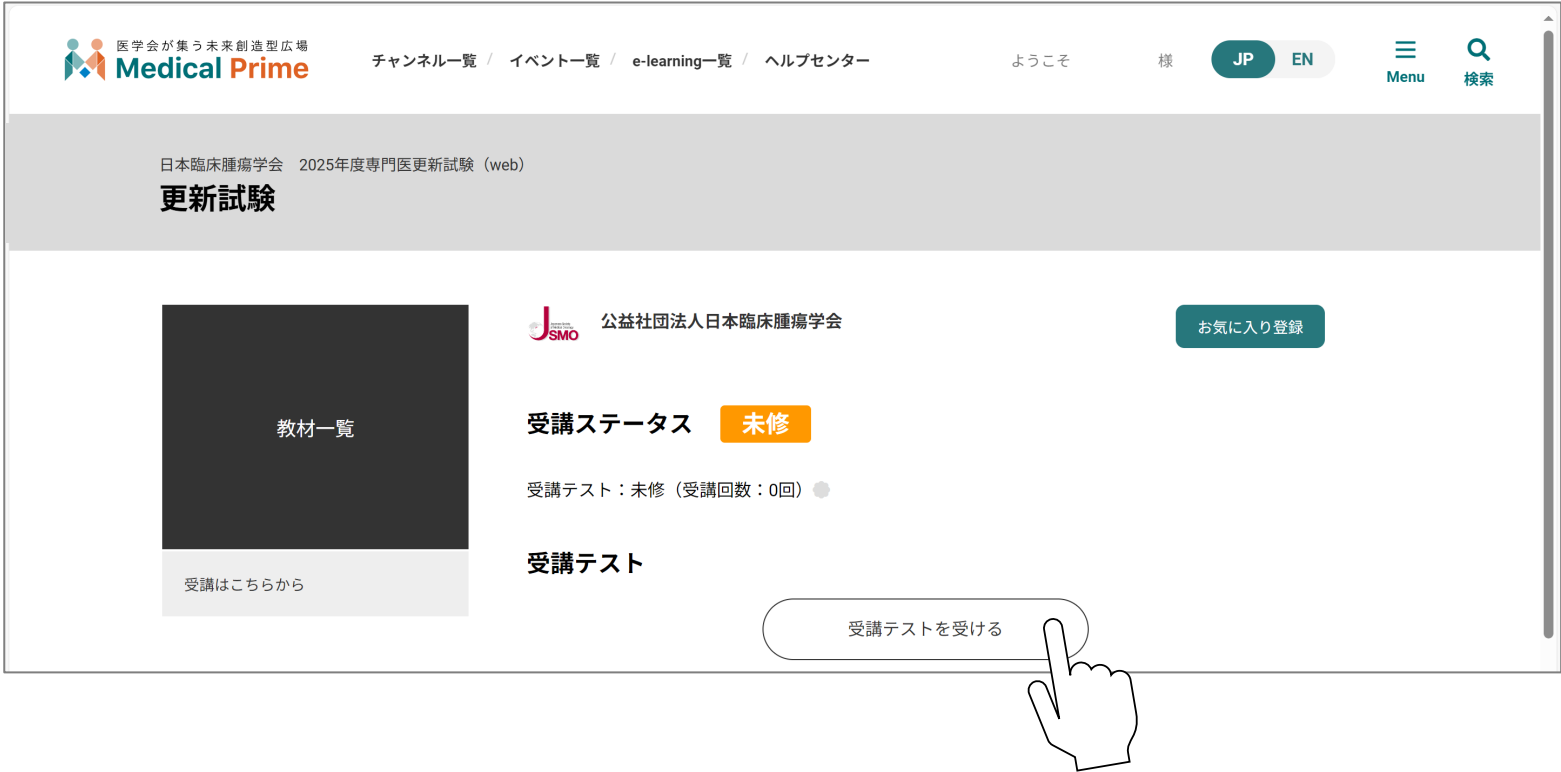 医学会が集う未来創造型広場
Medical Prime
チャンネル一覧 / イベント一覧 / e-learning一覧 / ヘルプセンター
ようこそ 様
JP EN
Menu
検索
日本臨床腫瘍学会 2025年度専門医更新試験（web）
更新試験
教材一覧
受講はこちらから
SMO
公益社団法人日本臨床腫瘍学会
お気に入り登録
受講ステータス 未修
受講テスト：未修（受講回数：0回）
受講テスト
受講テストを受ける